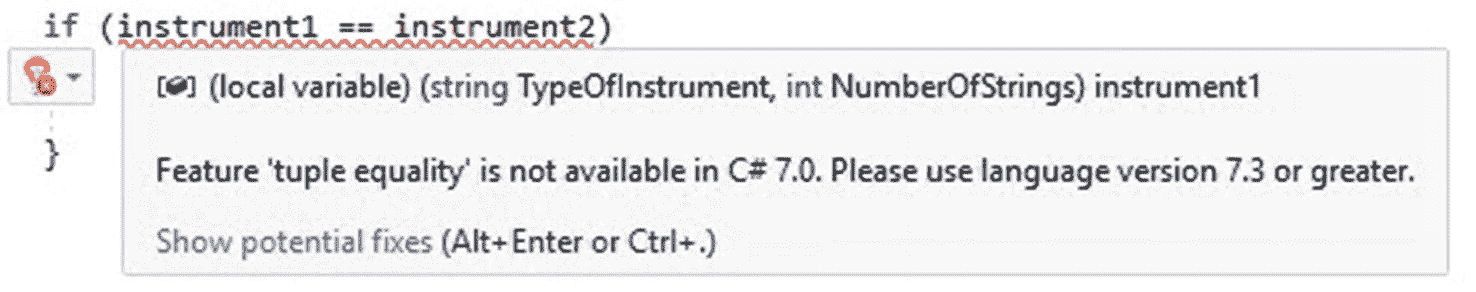 if (instrument1 == instrument2)
(local variable) (string TypeOfInstrument, int NumberOfStrings) instrument1
Feature 'tuple equality' is not available in C# 7.0. Please use language version 7.3 or greater.
}
Show potential fixes (Alt+Enter or Ctrl+.)